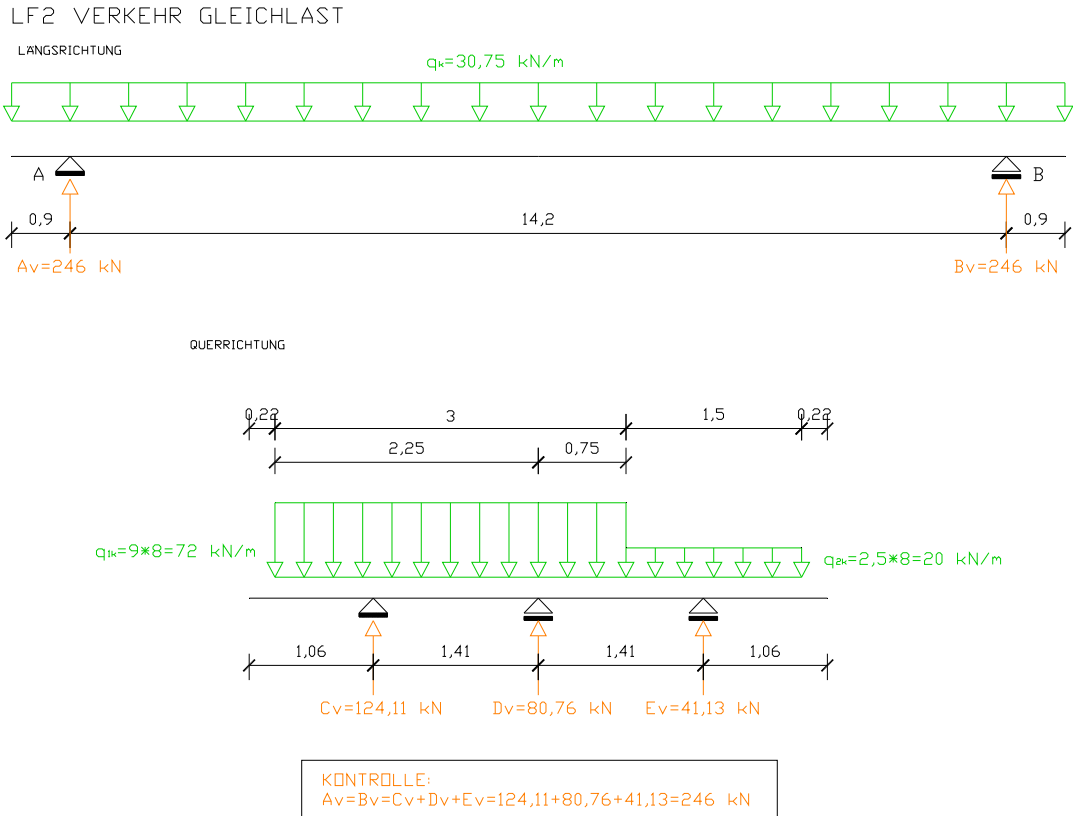 LF2 VERKEHR GLEICHLAST
LÄNGSRICHTUNG
qk=30,75 kN/m
A
B
0,9
14,2
0,9
Av=246 kN
Bv=246 kN
QUERRICHTUNG
0,22
3
1,5
0,22
2,25
0,75
q1k=9*8=72 kN/m
q2k=2,5*8=20 kN/m
1,06
1,41
1,41
1,06
Cv=124,11 kN
Dv=80,76 kN
Ev=41,13 kN
KONTROLLE:
Av=Bv=Cv+Dv+Ev=124,11+80,76+41,13=246 kN